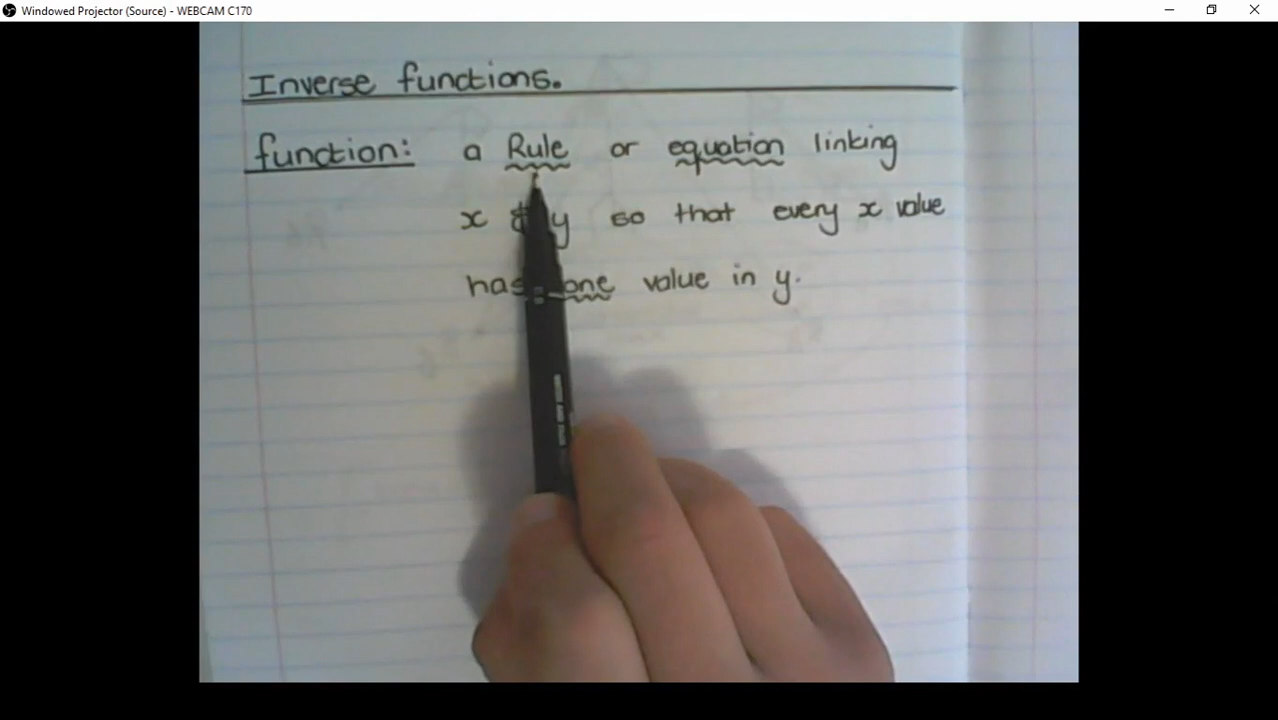 Windowed Projector (Source) - WEBCAM C170
Inverse functions.
function: a Rule or equation linking
x & y so that every x value
has one value in y.